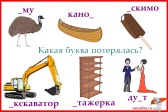 _му
кано_
_скимо
Какая буква потерялась?
_кскаватор
_тажерка
ду_т